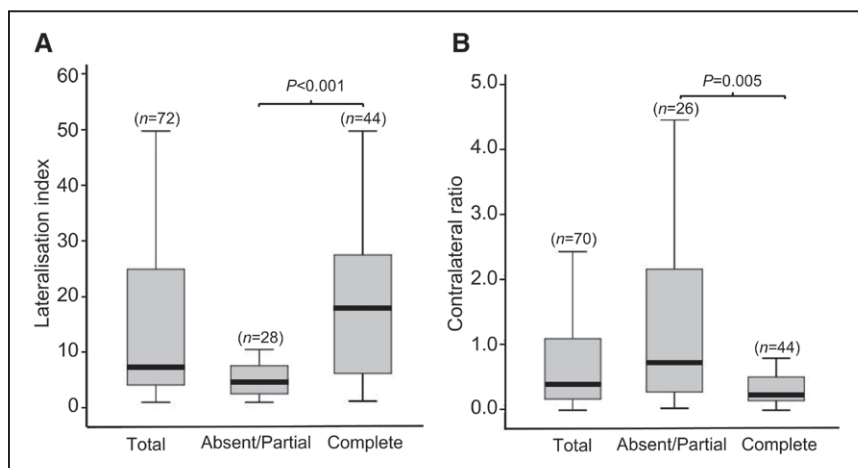 A
Lateralisation index
60
50
40
30
20
10
0
P<0.001
(n=72)
(n=28)
(n=44)
Total Absent/Partial Complete
B
Contralateral ratio
5.0
4.0
3.0
2.0
1.0
0.0
P=0.005
(n=70)
(n=26)
(n=44)
Total Absent/Partial Complete